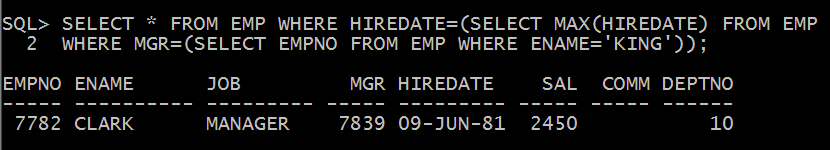 SQL> SELECT * FROM EMP WHERE HIREDATE=(SELECT MAX(HIREDATE) FROM EMP
  2  WHERE MGR=(SELECT EMPNO FROM EMP WHERE ENAME='KING'));
EMPNO ENAME      JOB         MGR HIREDATE    SAL  COMM DEPTNO
----- ---------- --------- ----- --------- ----- ----- ------
 7782 CLARK      MANAGER    7839 09-JUN-81  2450           10